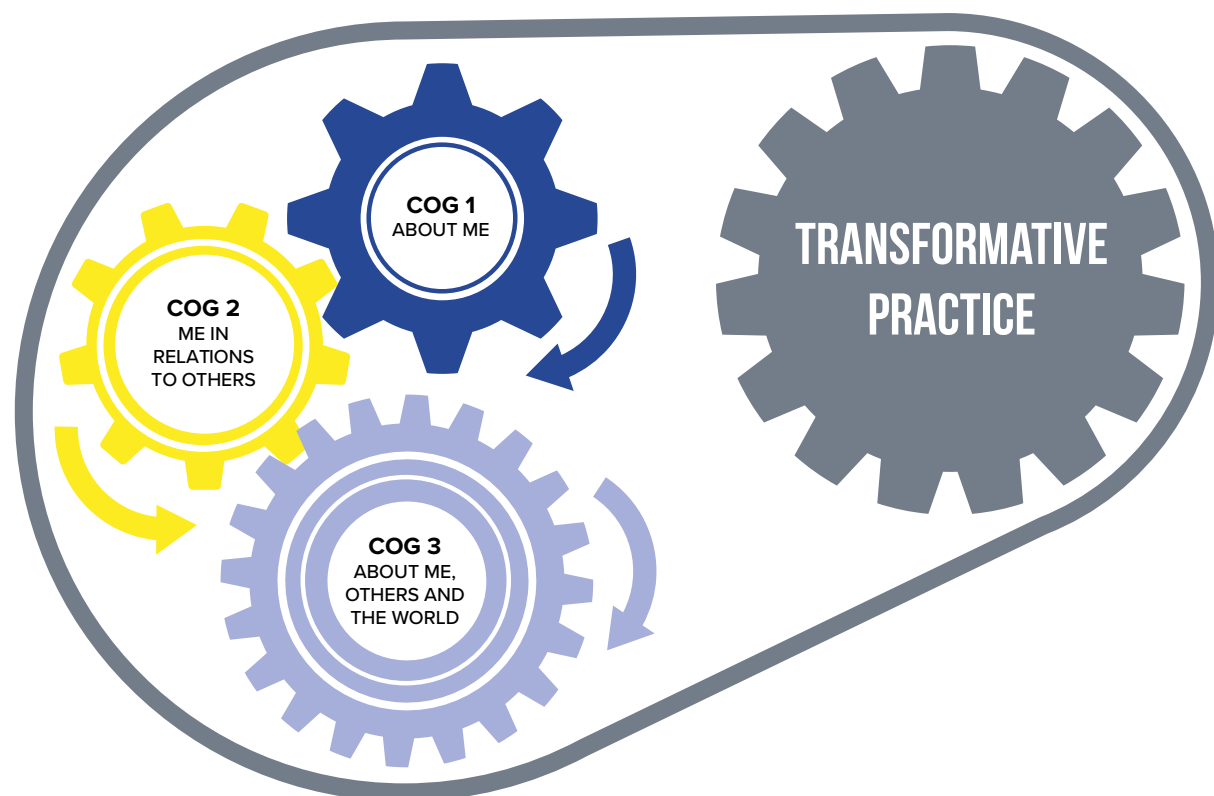 COG 1
ABOUT ME
TRANSFORMATIVE
PRACTICE
COG 2
ME IN
RELATIONS
TO OTHERS
COG 3
ABOUT ME,
OTHERS AND
THE WORLD